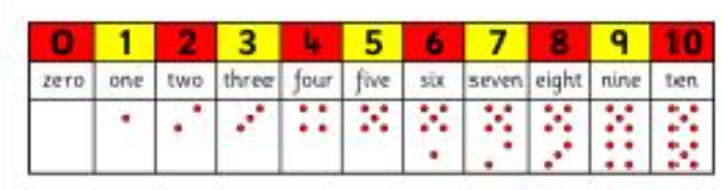 0 1 2 3 4 5 6 7 8 9 10
zero one two three four five six seven eight nine ten